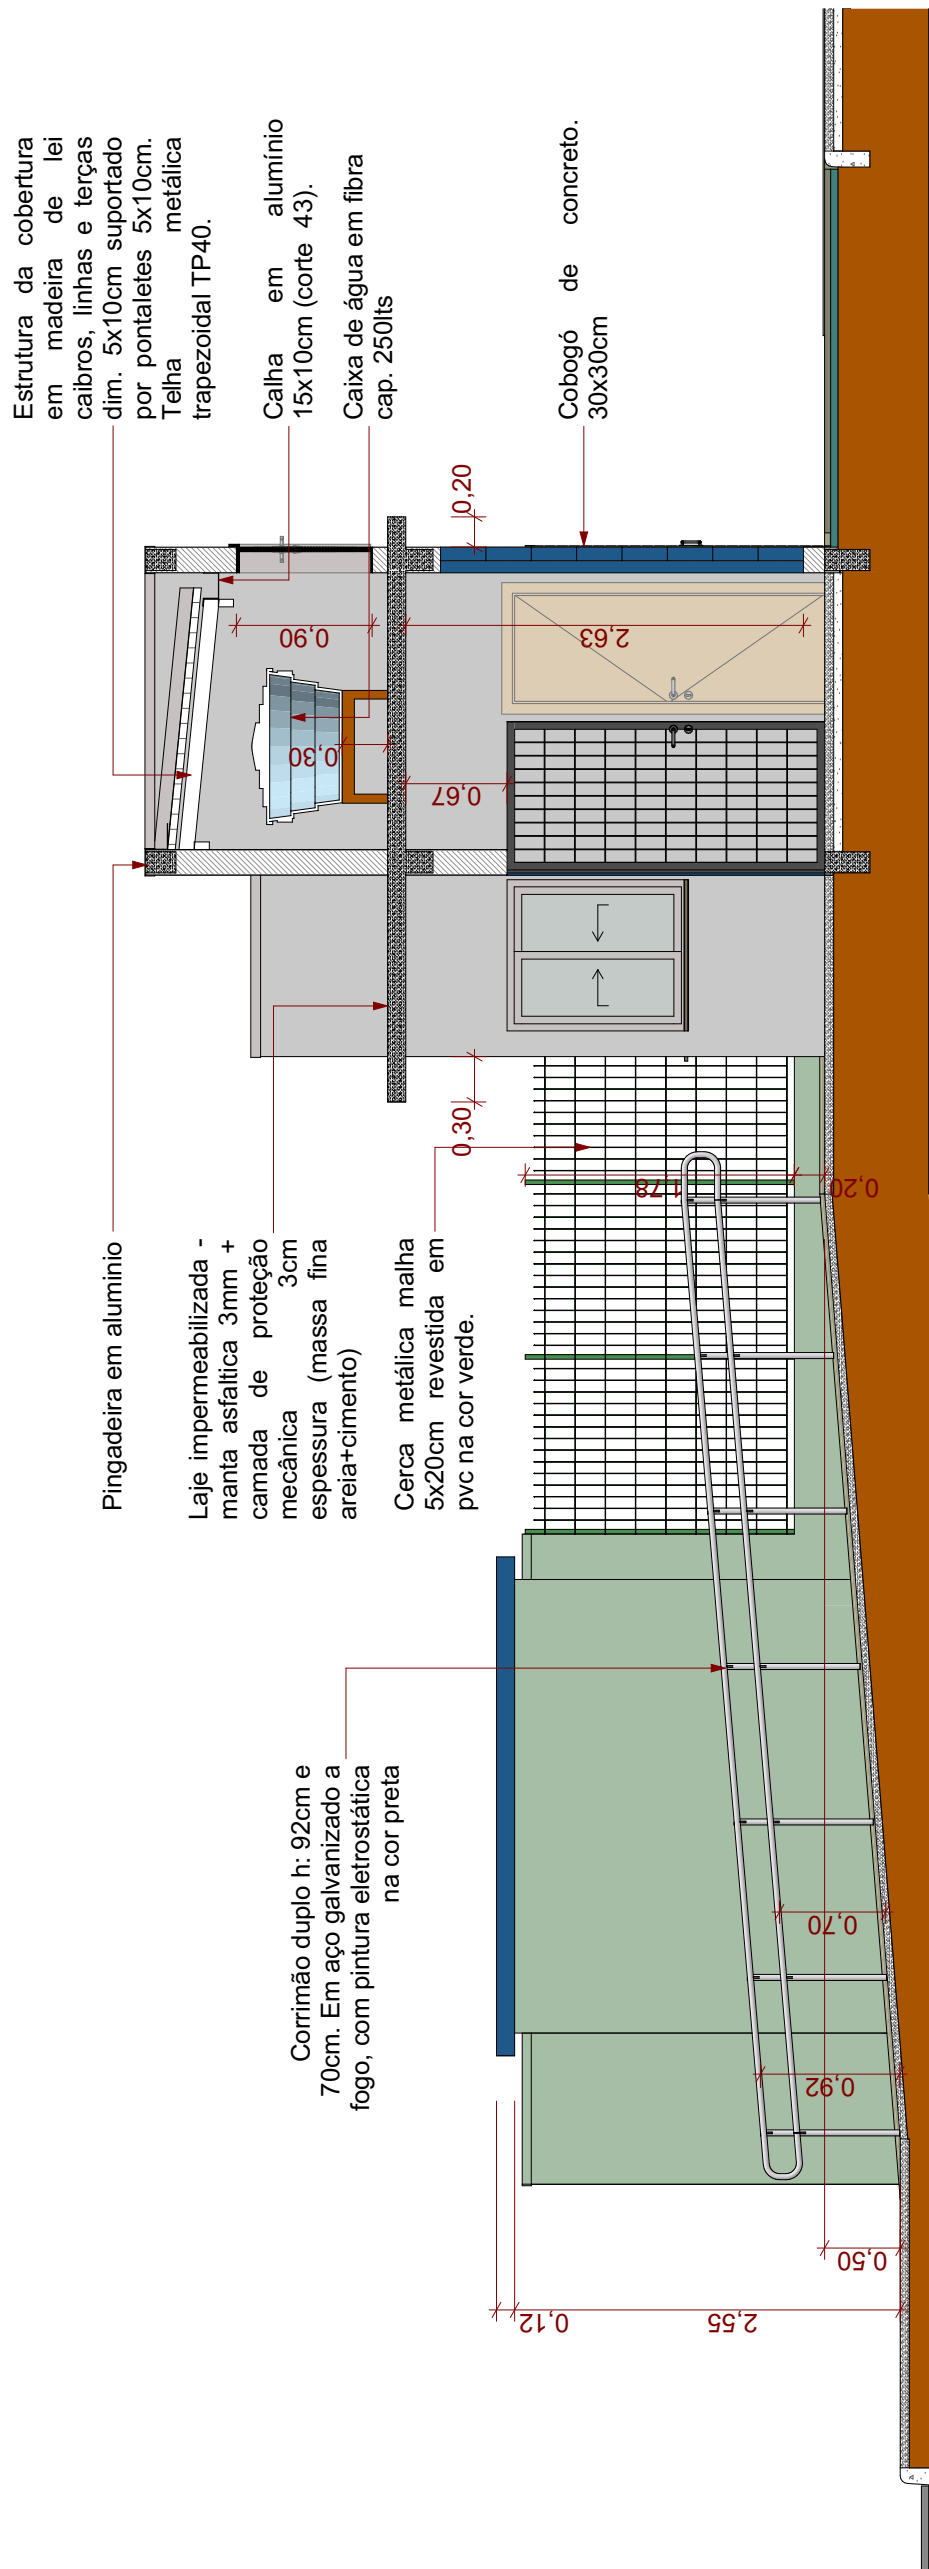 Estrutura da cobertura
em madeira de lei
caibros, linhas e terças
dim. 5x10cm suportado
por pontaletes 5x10cm.
Telha metálica
trapezoidal TP40.
Calha em alumínio
15x10cm (corte 43).
Caixa de água em fibra
cap. 250lts
Cobogó de concreto.
30x30cm
0,20
0,90
2,63
0,30
0,67
Pingadeira em aluminio
Laje impermeabilizada -
manta asfaltica 3mm +
camada de proteção
mecânica 3cm
espessura (massa fina
areia+cimento)
Cerca metálica malha
5x20cm revestida em
pvc na cor verde.
0,30
1,78
0,20
Corrimão duplo h: 92cm e
70cm. Em aço galvanizado a
fogo, com pintura eletrostática
na cor preta
0,70
0,92
0,50
0,12
2,55